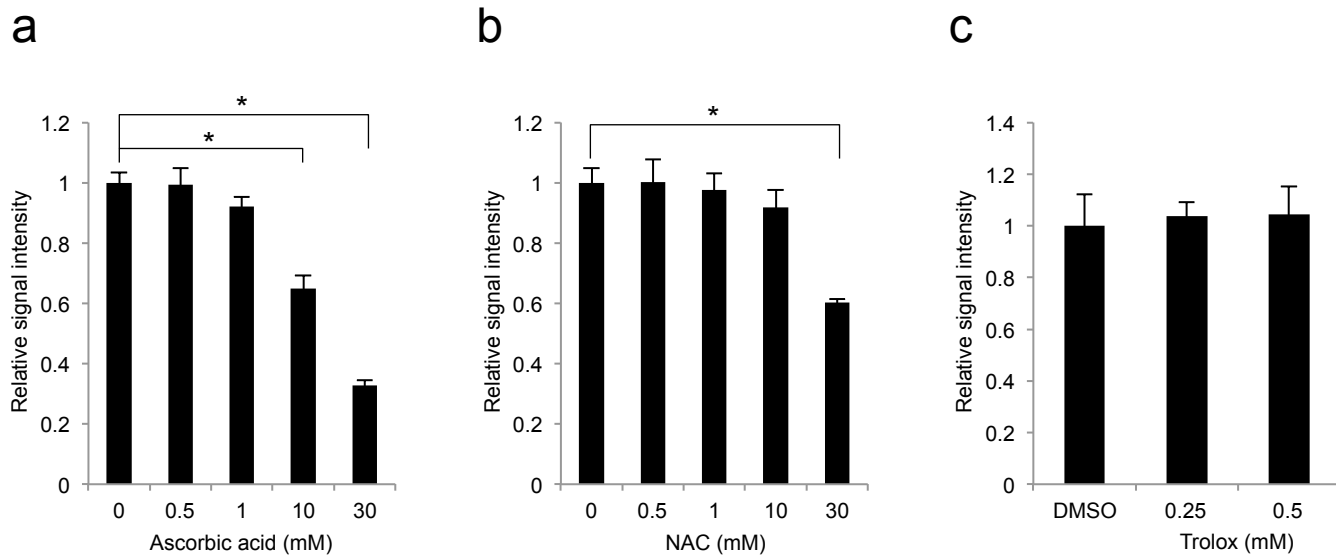 a
b
c
*
*
1.2
1
0.8
0.6
0.4
0.2
0
Relative signal intensity
0 0.5 1 10 30
Ascorbic acid (mM)
*
1.2
1
0.8
0.6
0.4
0.2
0
Relative signal intensity
0 0.5 1 10 30
NAC (mM)
1.4
1.2
1
0.8
0.6
0.4
0.2
0
Relative signal intensity
DMSO 0.25 0.5
Trolox (mM)